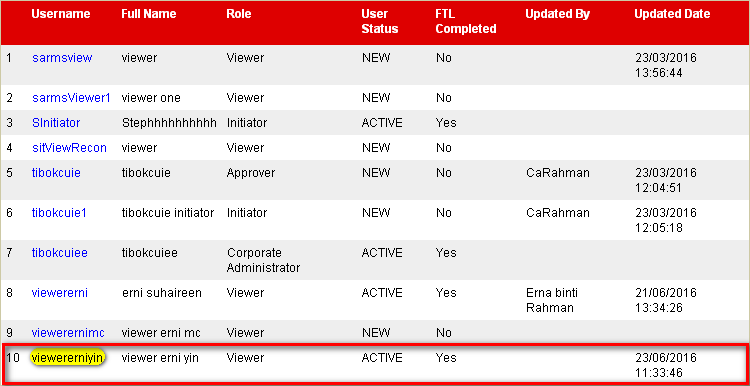 Username Full Name Role User Status FTL Completed Updated By Updated Date
1 sarmsview viewer Viewer NEW No 23/03/2016 13:56:44
2 sarmsViewer1 viewer one Viewer NEW No
3 SInitiator Stephhhhhhhhhh Initiator ACTIVE Yes
4 sitViewRecon viewer Viewer NEW No
5 tibokcuie tibokcuie Approver NEW No CaRahman 23/03/2016 12:04:51
6 tibokcuie1 tibokcuie initiator Initiator NEW No CaRahman 23/03/2016 12:05:18
7 tibokcuiee tibokcuiee Corporate Administrator ACTIVE Yes
8 viewererni erni suhaireen Viewer ACTIVE Yes Erna binti Rahman 21/06/2016 13:34:26
9 viewerernimc viewer erni mc Viewer NEW No
10 viewererniyin viewer erni yin Viewer ACTIVE Yes 23/06/2016 11:33:46